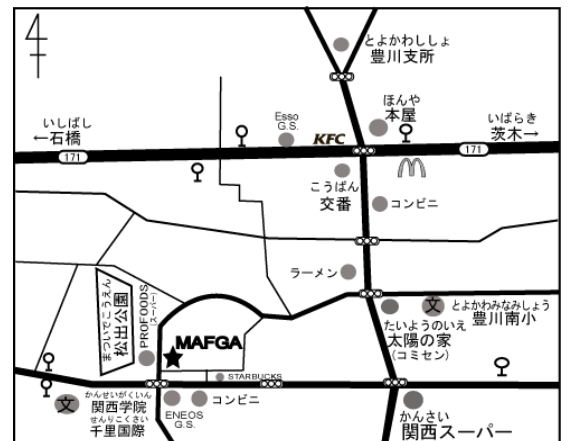 とよかわししょ
豊川支所
ほんや
本屋
Esso
G.S.
KFC
いしばし
←石橋
いばらき
茨木→
171
171
こうばん
交番
コンビニ
ラーメン
文
とよかわみなみしょう
豊川南小
たいようのいえ
太陽の家
(コミセン)
まついでこうえん
松出公園
PROFOODS
(スーパー)
MAFGA
STARBUCKS
文
かんせいがくいん
関西学院
せんりこくさい
千里国際
ENEOS
G.S.
コンビニ
かんさい
関西スーパー